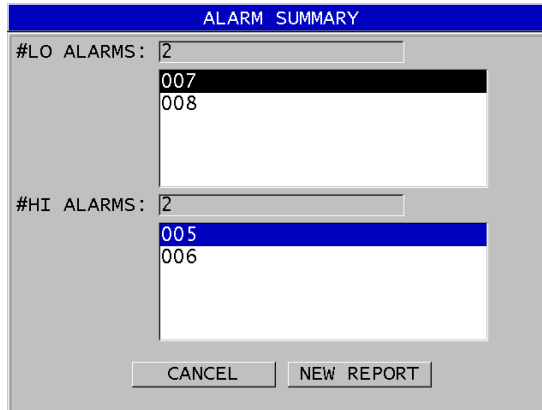 ALARM SUMMARY
#LO ALARMS: 2
007
008
#HI ALARMS: 2
005
006
CANCEL NEW REPORT